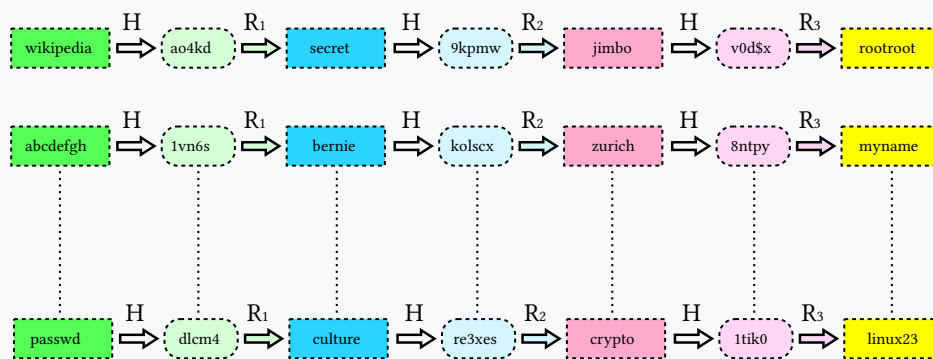 H R₁ H R₂ H R₃
wikipedia ao4kd secret 9kpmw jimbo v0d$x rootroot
H R₁ H R₂ H R₃
abcdefgh 1vn6s bernie kolscx zurich 8ntpy myname
H R₁ H R₂ H R₃
passwd dlcm4 culture re3xes crypto 1tik0 linux23